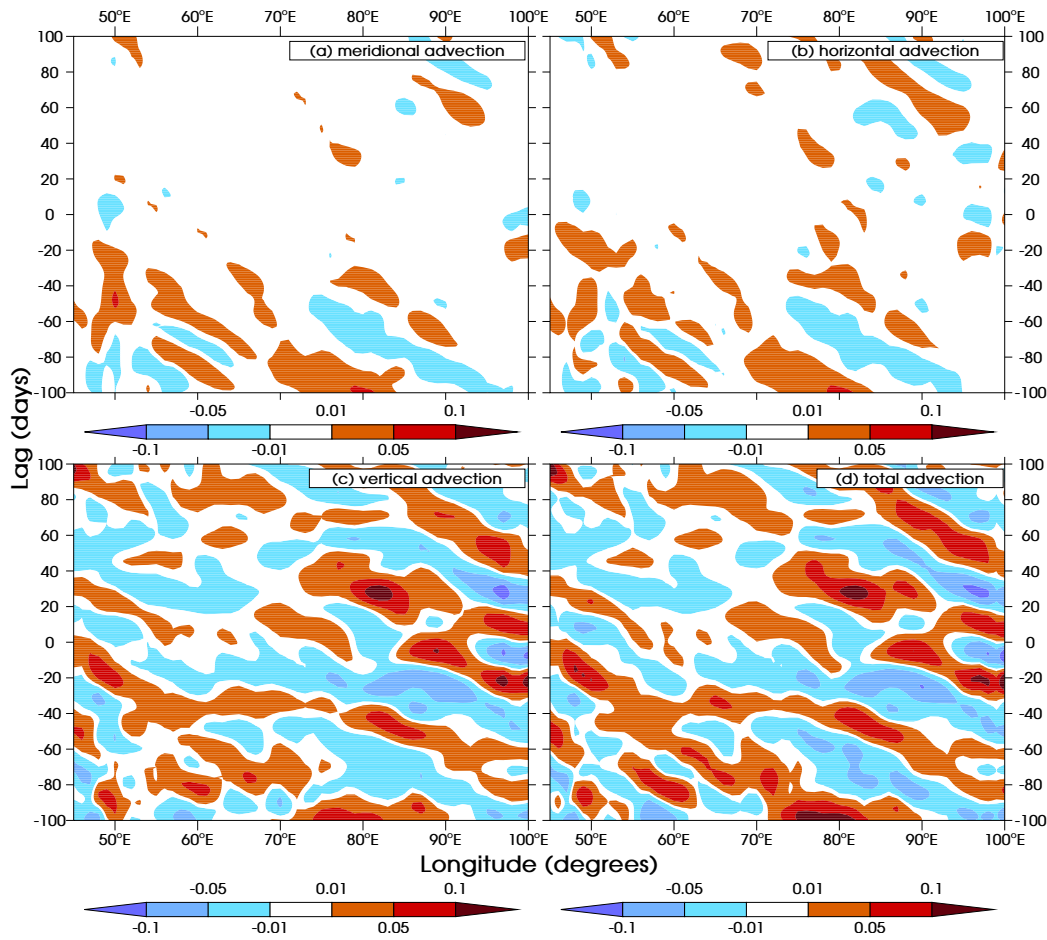 50°E 60°E 70°E 80°E 90°E 100°E 50°E 60°E 70°E 80°E 90°E 100°E
100 (a) meridional advection (b) horizontal advection 100
80 80
60 60
40 40
20 20
0 0
-20 -20
-40 -40
-60 -60
-80 -80
-100 -100
-0.05 0.01 0.1 -0.05 0.01 0.1
-0.1 -0.01 0.05 -0.1 -0.01 0.05
Lag (days)
100 (c) vertical advection (d) total advection 100
80 80
60 60
40 40
20 20
0 0
-20 -20
-40 -40
-60 -60
-80 -80
-100 -100
50°E 60°E 70°E 80°E 90°E 100°E 50°E 60°E 70°E 80°E 90°E 100°E
Longitude (degrees)
-0.05 0.01 0.1 -0.05 0.01 0.1
-0.1 -0.01 0.05 -0.1 -0.01 0.05